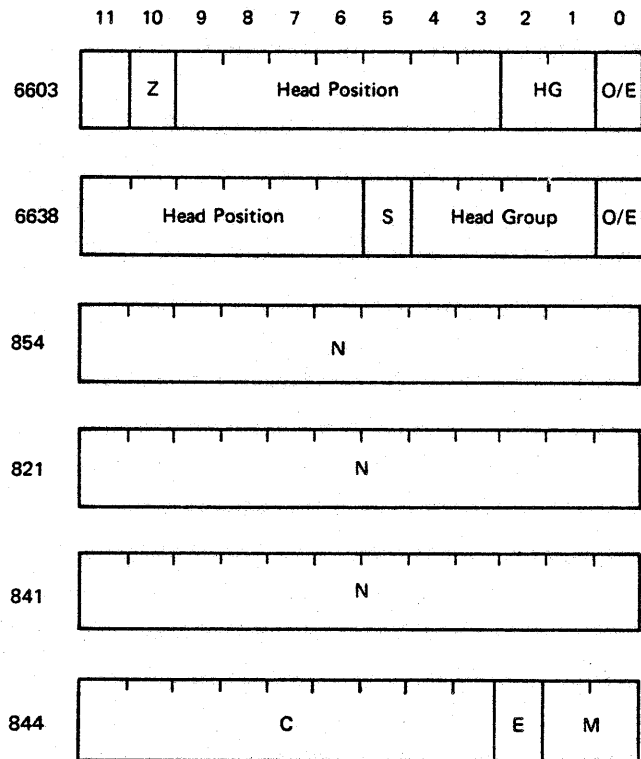 11 10 9 8 7 6 5 4 3 2 1 0
6603 Z Head Position HG O/E
6638 Head Position S Head Group O/E
854 N
821 N
841 N
844 C E M